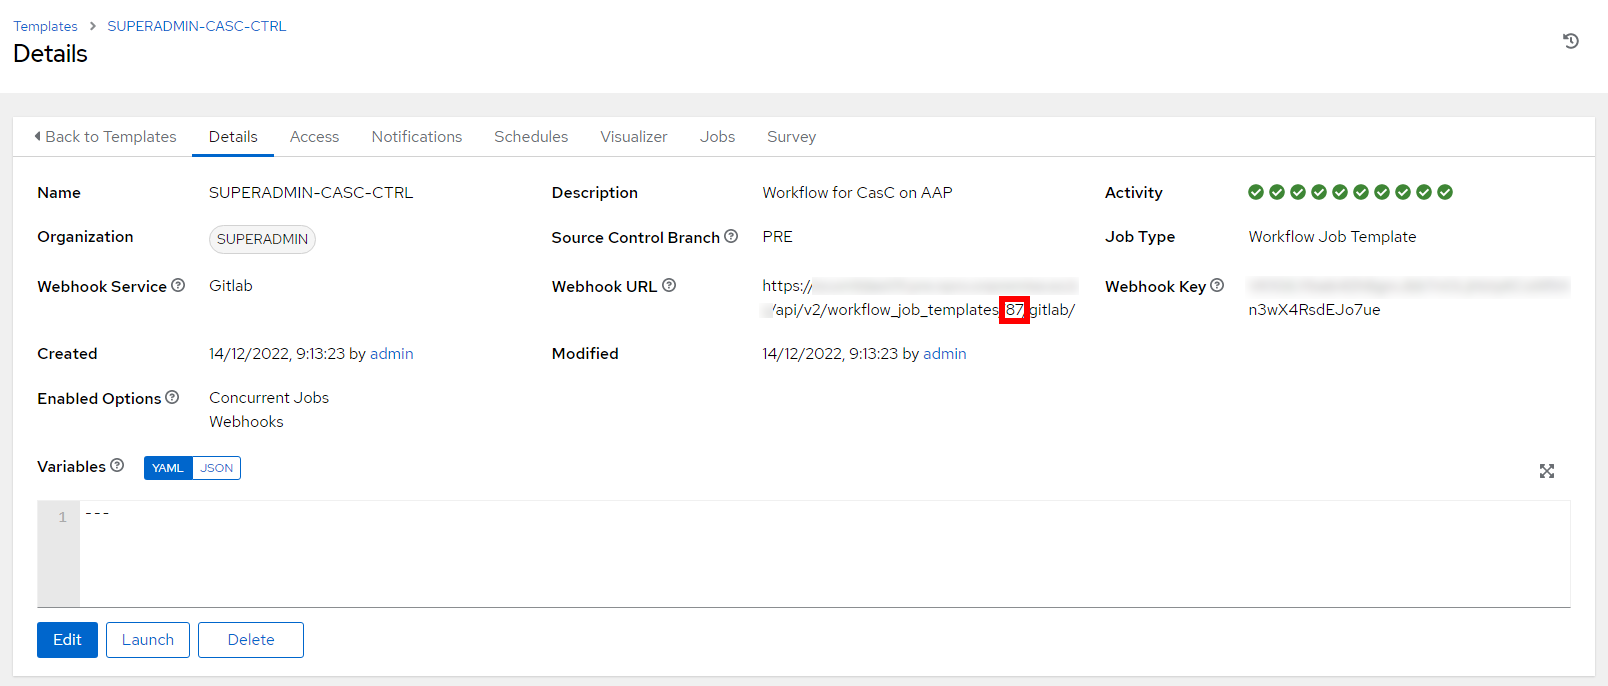 Templates > SUPERADMIN-CASC-CTRL
Details
Back to Templates Details Access Notifications Schedules Visualizer Jobs Survey
Name SUPERADMIN-CASC-CTRL Description Workflow for CasC on AAP Activity
Organization SUPERADMIN Source Control Branch PRE Job Type Workflow Job Template
Webhook Service Gitlab Webhook URL https:// Webhook Key
/api/v2/workflow_job_templates/87/gitlab/ n3wX4RsdEJo7ue
Created 14/12/2022, 9:13:23 by admin Modified 14/12/2022, 9:13:23 by admin
Enabled Options Concurrent Jobs
Webhooks
Variables YAML JSON
1 ---
Edit Launch Delete